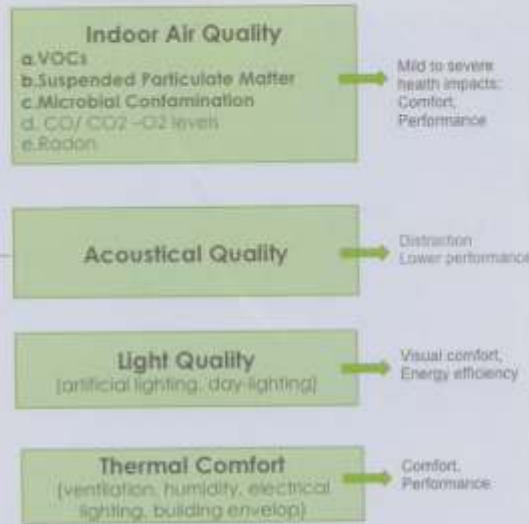 Indoor Air Quality
a.VOCs
b.Suspended Particulate Matter
c.Microbial Contamination
d. CO/ CO2 -O2 levels
e.Radon
Mild to severe
health impacts;
Comfort,
Performance
Acoustical Quality
Distraction
Lower performance
Light Quality
(artificial lighting, day-lighting)
Visual comfort,
Energy efficiency
Thermal Comfort
(ventilation, humidity, electrical
lighting, building envelop)
Comfort,
Performance